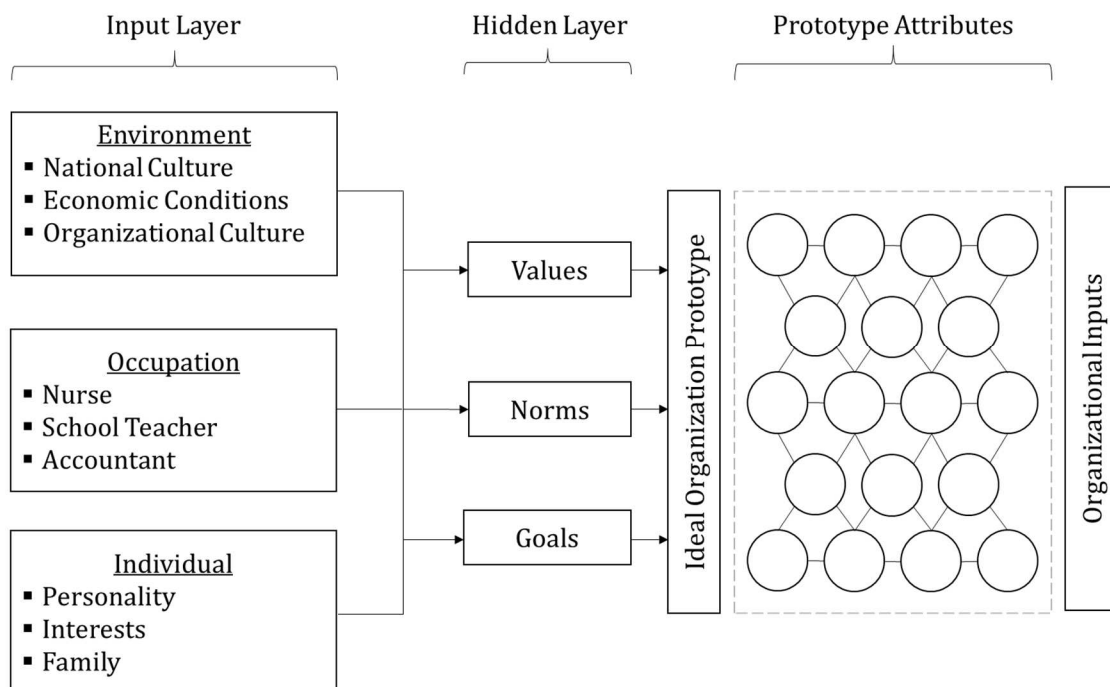 Input Layer
Hidden Layer
Prototype Attributes
Environment
▪ National Culture
▪ Economic Conditions
▪ Organizational Culture
Occupation
▪ Nurse
▪ School Teacher
▪ Accountant
Individual
▪ Personality
▪ Interests
▪ Family
Values
Norms
Goals
Ideal Organization Prototype
Organizational Inputs